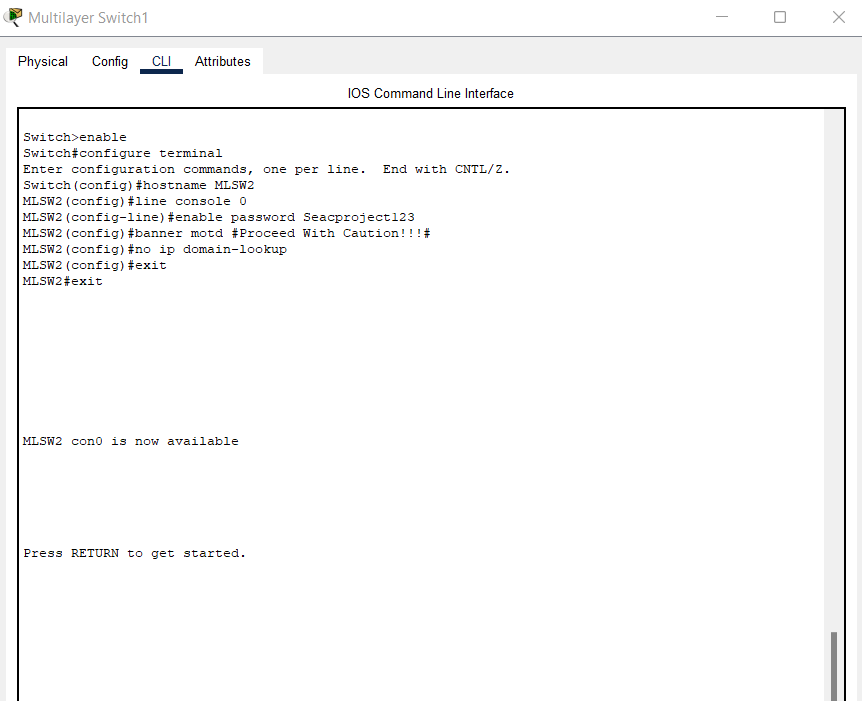 Multilayer Switch1
Physical Config CLI Attributes
IOS Command Line Interface
Switch>enable
Switch#configure terminal
Enter configuration commands, one per line.  End with CNTL/Z.
Switch(config)#hostname MLSW2
MLSW2(config)#line console 0
MLSW2(config-line)#enable password Seacproject123
MLSW2(config)#banner motd #Proceed With Caution!!!#
MLSW2(config)#no ip domain-lookup
MLSW2(config)#exit
MLSW2#exit
MLSW2 con0 is now available
Press RETURN to get started.